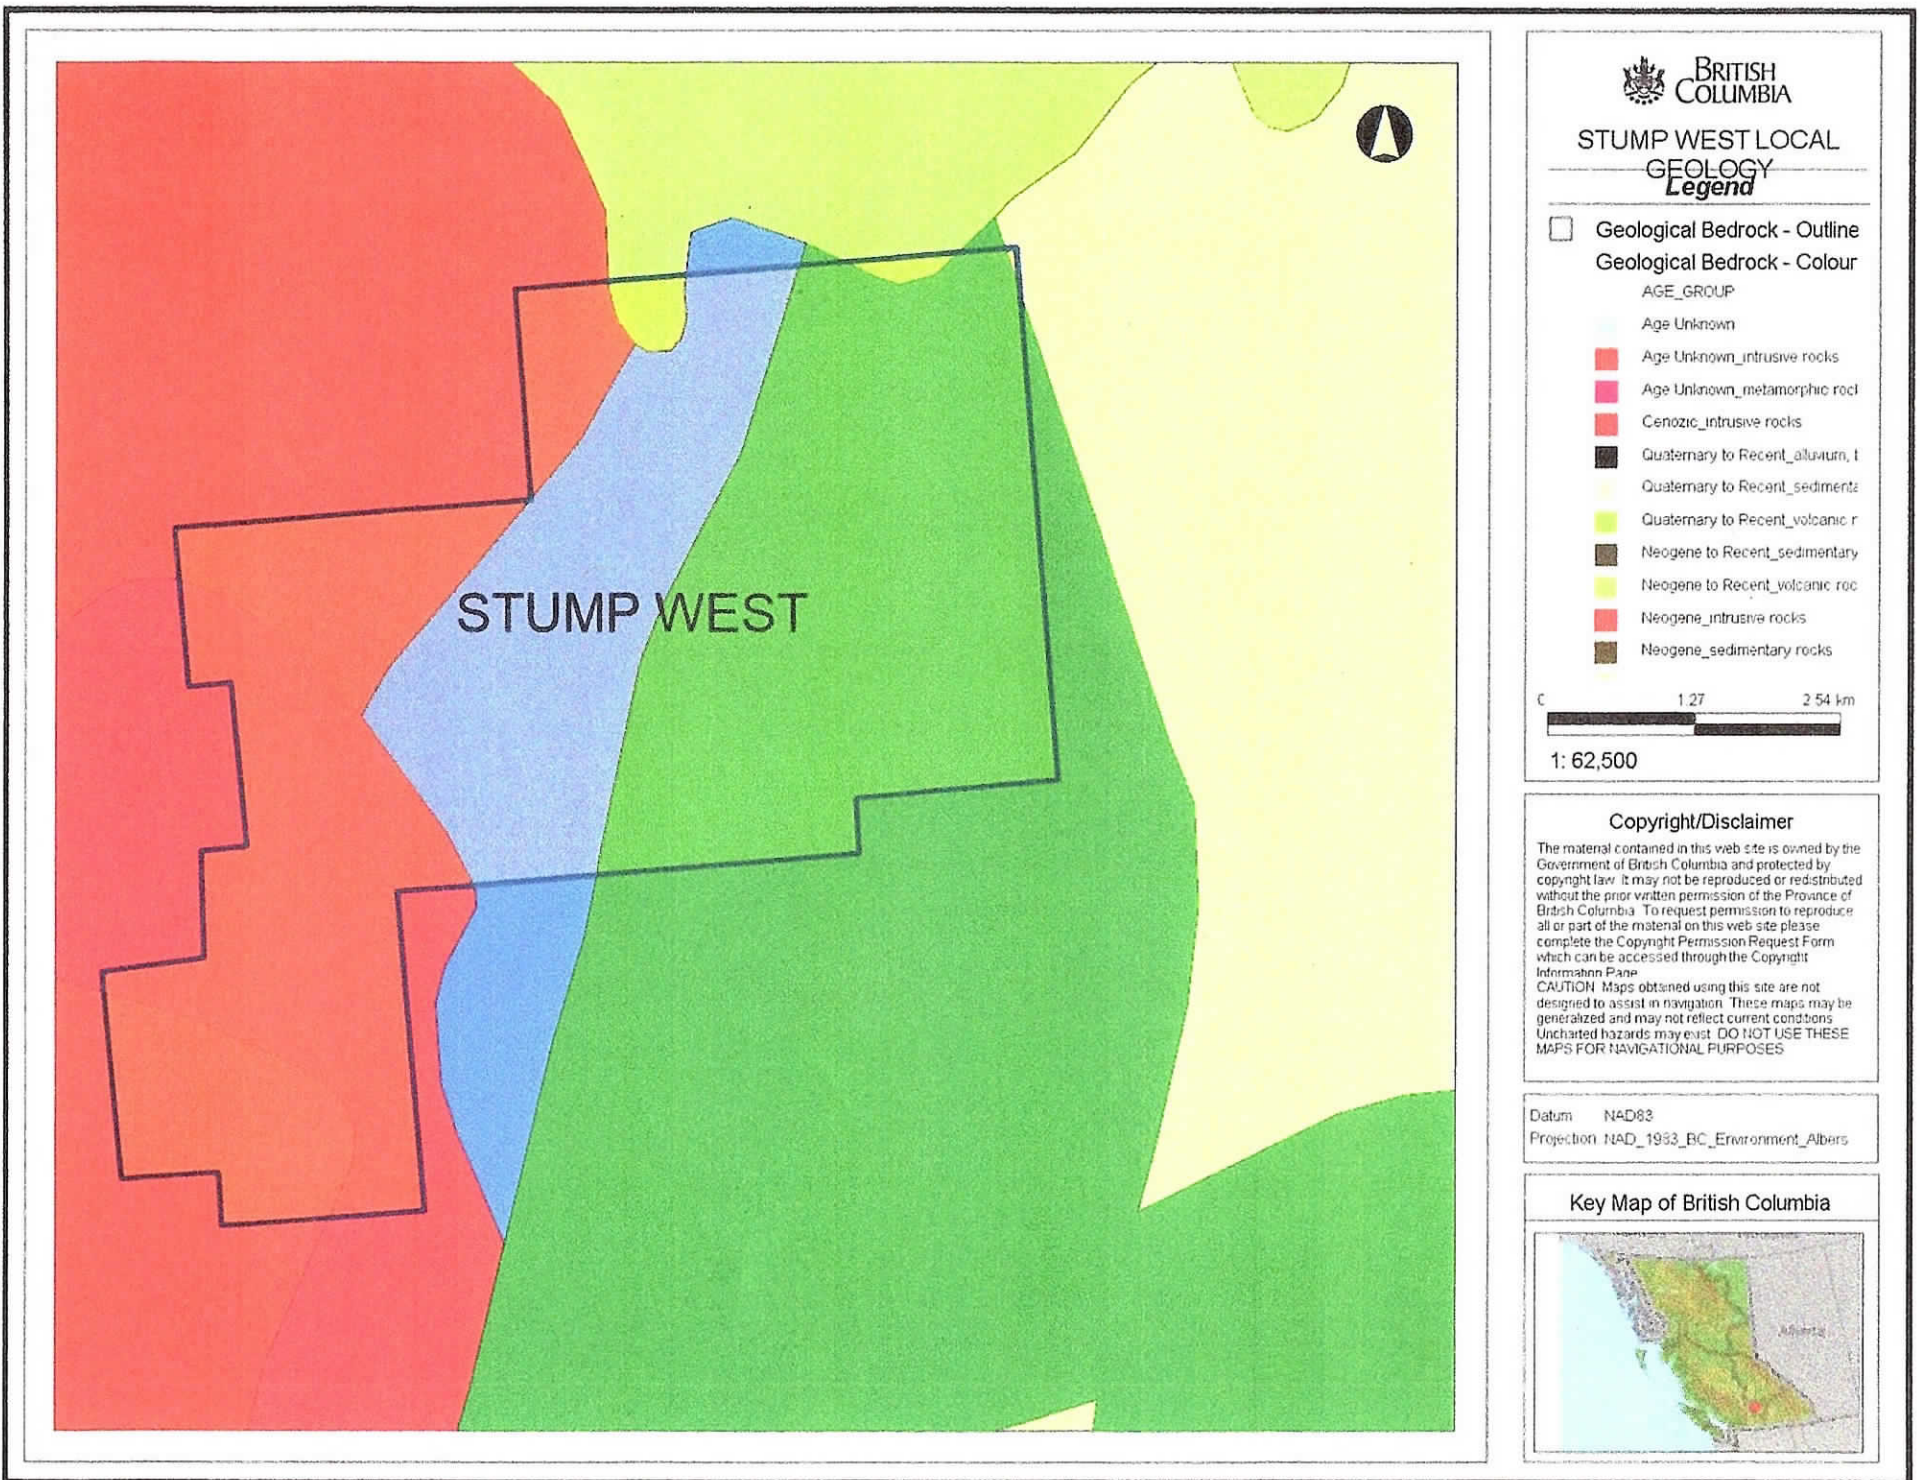 STUMP WEST
BRITISH
COLUMBIA
STUMP WEST LOCAL
GEOLOGY
Legend
Geological Bedrock - Outline
Geological Bedrock - Colour
AGE_GROUP
Age Unknown
Age Unknown_intrusive rocks
Age Unknown_metamorphic rocl
Cenozic_intrusive rocks
Quaternary to Recent_alluvium, t
Quaternary to Recent_sedimenta
Quaternary to Recent_volcanic r
Neogene to Recent_sedimentary
Neogene to Recent_volcanic roc
Neogene_intrusive rocks
Neogene_sedimentary rocks
1.27 2.54 km
1: 62,500
Copyright/Disclaimer
The material contained in this web site is owned by the
Government of British Columbia and protected by
copyright law. It may not be reproduced or redistributed
without the prior written permission of the Province of
British Columbia. To request permission to reproduce
all or part of the material on this web site please
complete the Copyright Permission Request Form
which can be accessed through the Copyright
Information Page
CAUTION Maps obtained using this site are not
designed to assist in navigation. These maps may be
generalized and may not reflect current conditions.
Uncharted hazards may exist. DO NOT USE THESE
MAPS FOR NAVIGATIONAL PURPOSES
Datum NAD83
Projection NAD_1983_BC_Environment_Albers
Key Map of British Columbia
Alberta